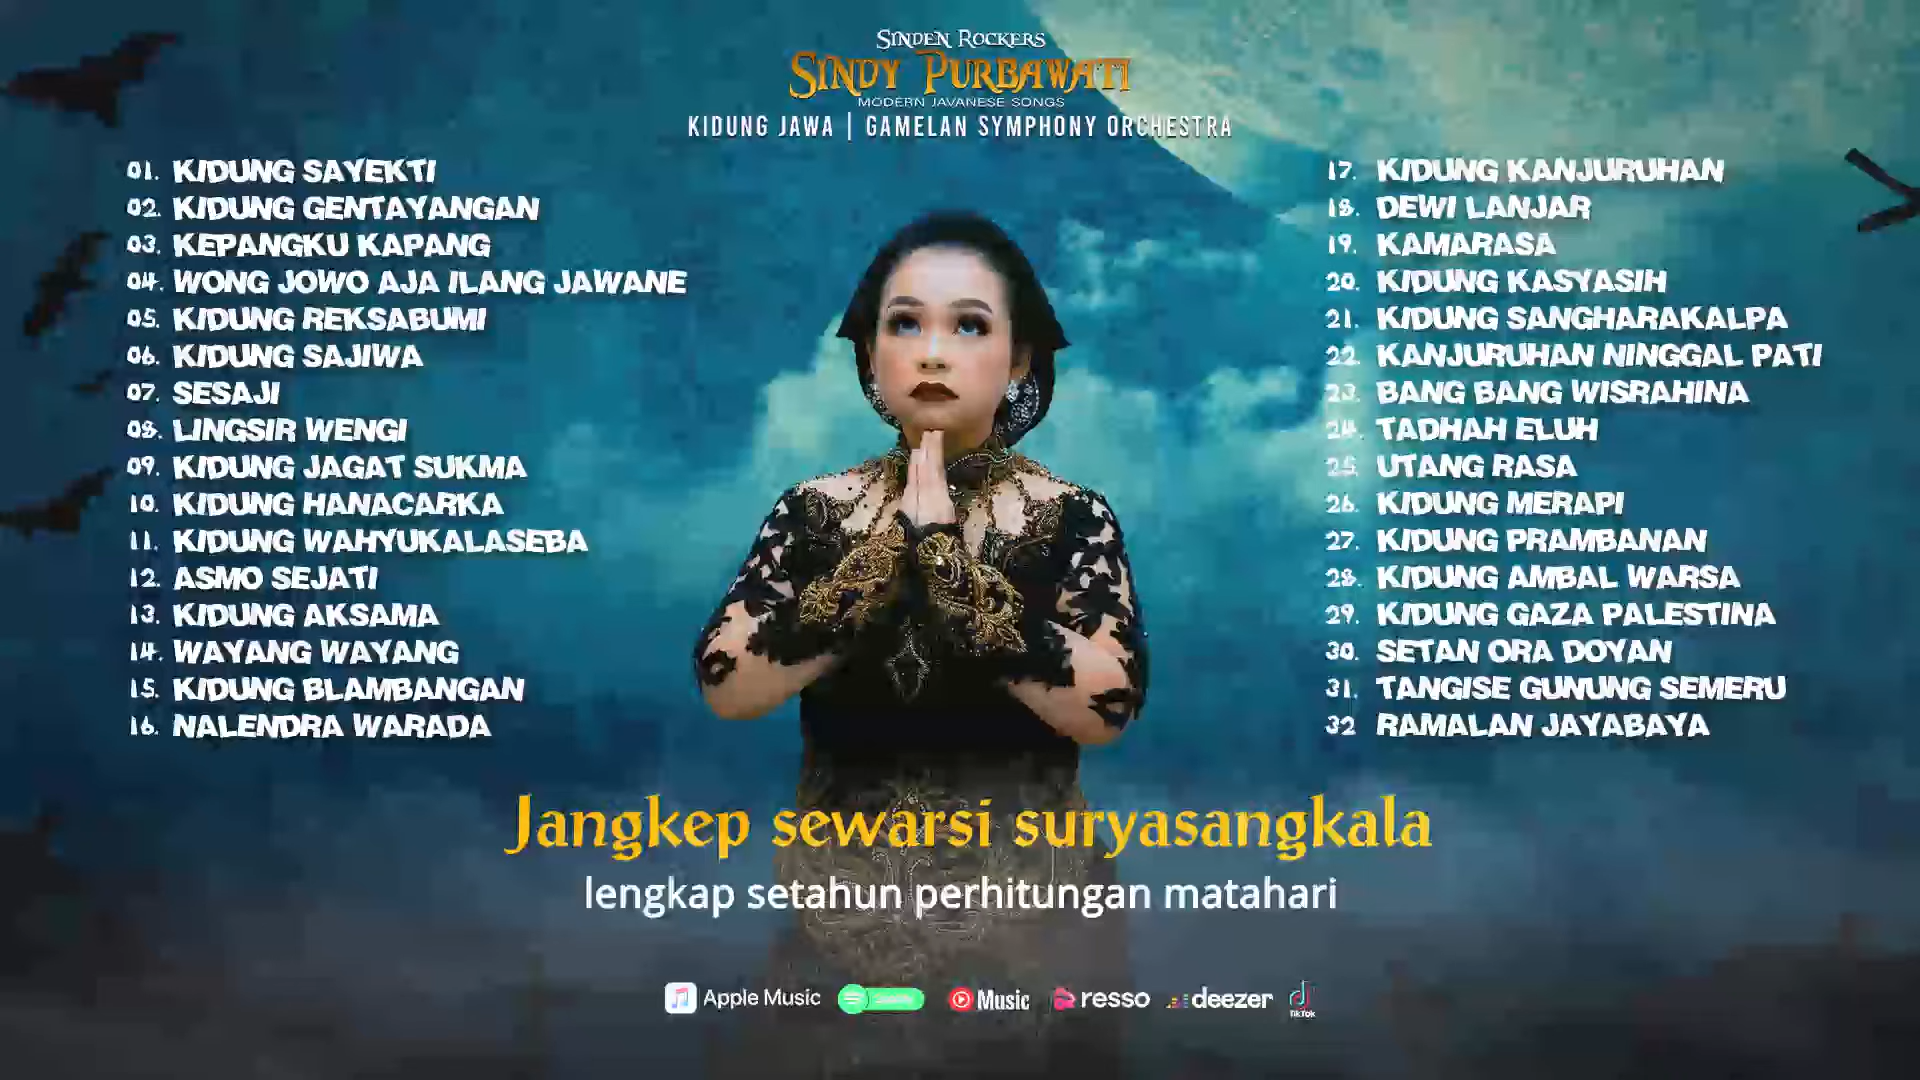 SINDEN ROCKERS
SINDY PURBAWATI
MODERN JAVANESE SONGS
KIDUNG JAWA | GAMELAN SYMPHONY ORCHESTRA
01. KIDUNG SAYEKTI
02. KIDUNG GENTAYANGAN
03. KEPANGKU KAPANG
04. WONG JOWO AJA ILANG JAWANE
05. KIDUNG REKSABUMI
06. KIDUNG SAJIWA
07. SESAJI
08. LINGSIR WENGI
09. KIDUNG JAGAT SUKMA
10. KIDUNG HANACARKA
11. KIDUNG WAHYUKALASEBA
12. ASMO SEJATI
13. KIDUNG AKSAMA
14. WAYANG WAYANG
15. KIDUNG BLAMBANGAN
16. NALENDRA WARADA
17. KIDUNG KANJURUHAN
18. DEWI LANJAR
19. KAMARASA
20. KIDUNG KASYASIH
21. KIDUNG SANGHARAKALPA
22. KANJURUHAN NINGGAL PATI
23. BANG BANG WISRAHINA
24. TADHAH ELUH
25. UTANG RASA
26. KIDUNG MERAPI
27. KIDUNG PRAMBANAN
28. KIDUNG AMBAL WARSA
29. KIDUNG GAZA PALESTINA
30. SETAN ORA DOYAN
31. TANGISE GUNUNG SEMERU
32 RAMALAN JAYABAYA
Jangkep sewarsi suryasangkala
lengkap setahun perhitungan matahari
Apple Music Spotify Music resso deezer TikTok